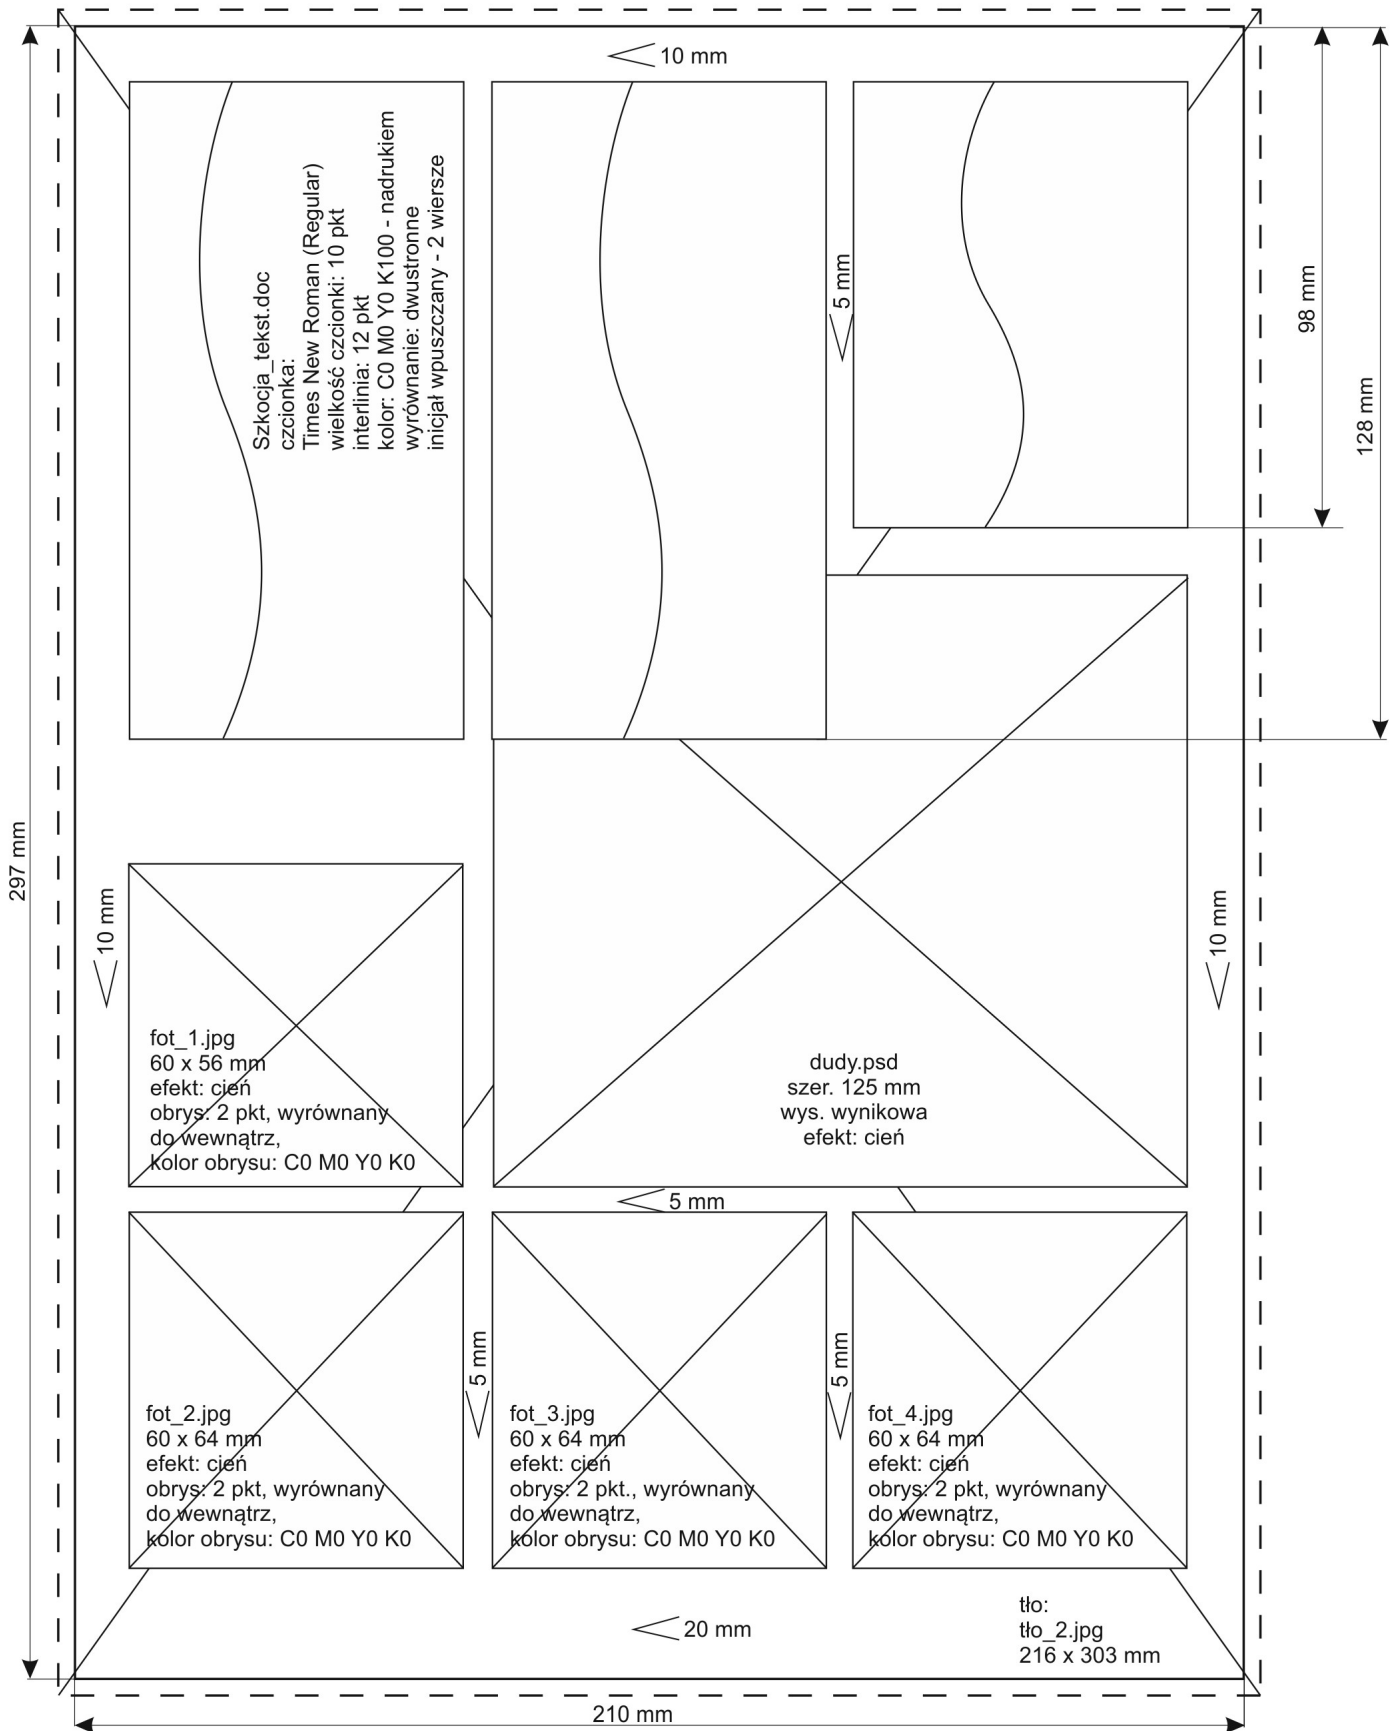 10 mm
Szkocja_tekst.doc
czcionka:
Times New Roman (Regular)
wielkość czcionki: 10 pkt
interlinia: 12 pkt
kolor: C0 M0 Y0 K100 - nadrukiem
wyrównanie: dwustronne
inicjał wpuszczany - 2 wiersze
5 mm
98 mm
128 mm
297 mm
10 mm
10 mm
fot_1.jpg
60 x 56 mm
efekt: cień
obrys: 2 pkt, wyrównany
do wewnątrz,
kolor obrysu: C0 M0 Y0 K0
dudy.psd
szer. 125 mm
wys. wynikowa
efekt: cień
5 mm
fot_2.jpg
60 x 64 mm
efekt: cień
obrys: 2 pkt, wyrównany
do wewnątrz,
kolor obrysu: C0 M0 Y0 K0
5 mm
fot_3.jpg
60 x 64 mm
efekt: cień
obrys: 2 pkt., wyrównany
do wewnątrz,
kolor obrysu: C0 M0 Y0 K0
5 mm
fot_4.jpg
60 x 64 mm
efekt: cień
obrys: 2 pkt, wyrównany
do wewnątrz,
kolor obrysu: C0 M0 Y0 K0
20 mm
tło:
tło_2.jpg
216 x 303 mm
210 mm